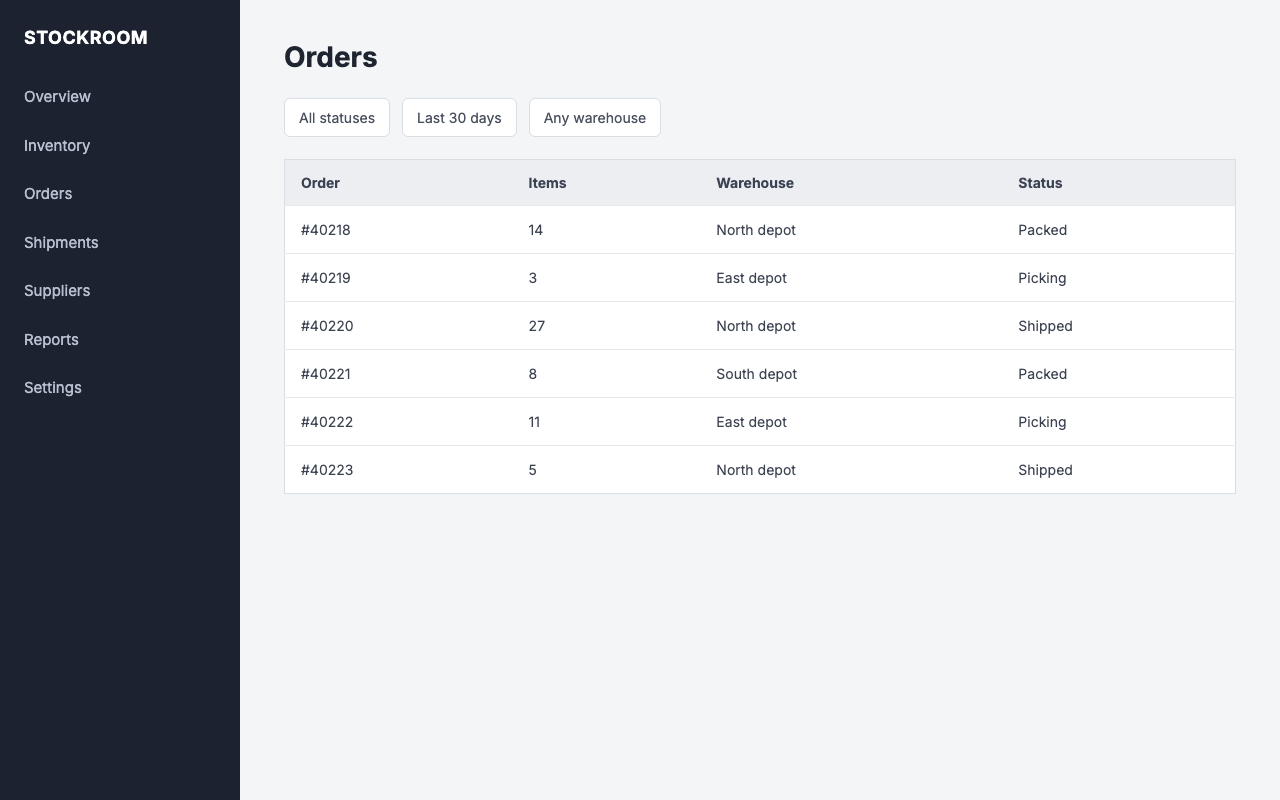 STOCKROOM
Overview
Inventory
Orders
Shipments
Suppliers
Reports
Settings
Orders
All statuses Last 30 days Any warehouse
Order Items Warehouse Status
#40218 14 North depot Packed
#40219 3 East depot Picking
#40220 27 North depot Shipped
#40221 8 South depot Packed
#40222 11 East depot Picking
#40223 5 North depot Shipped